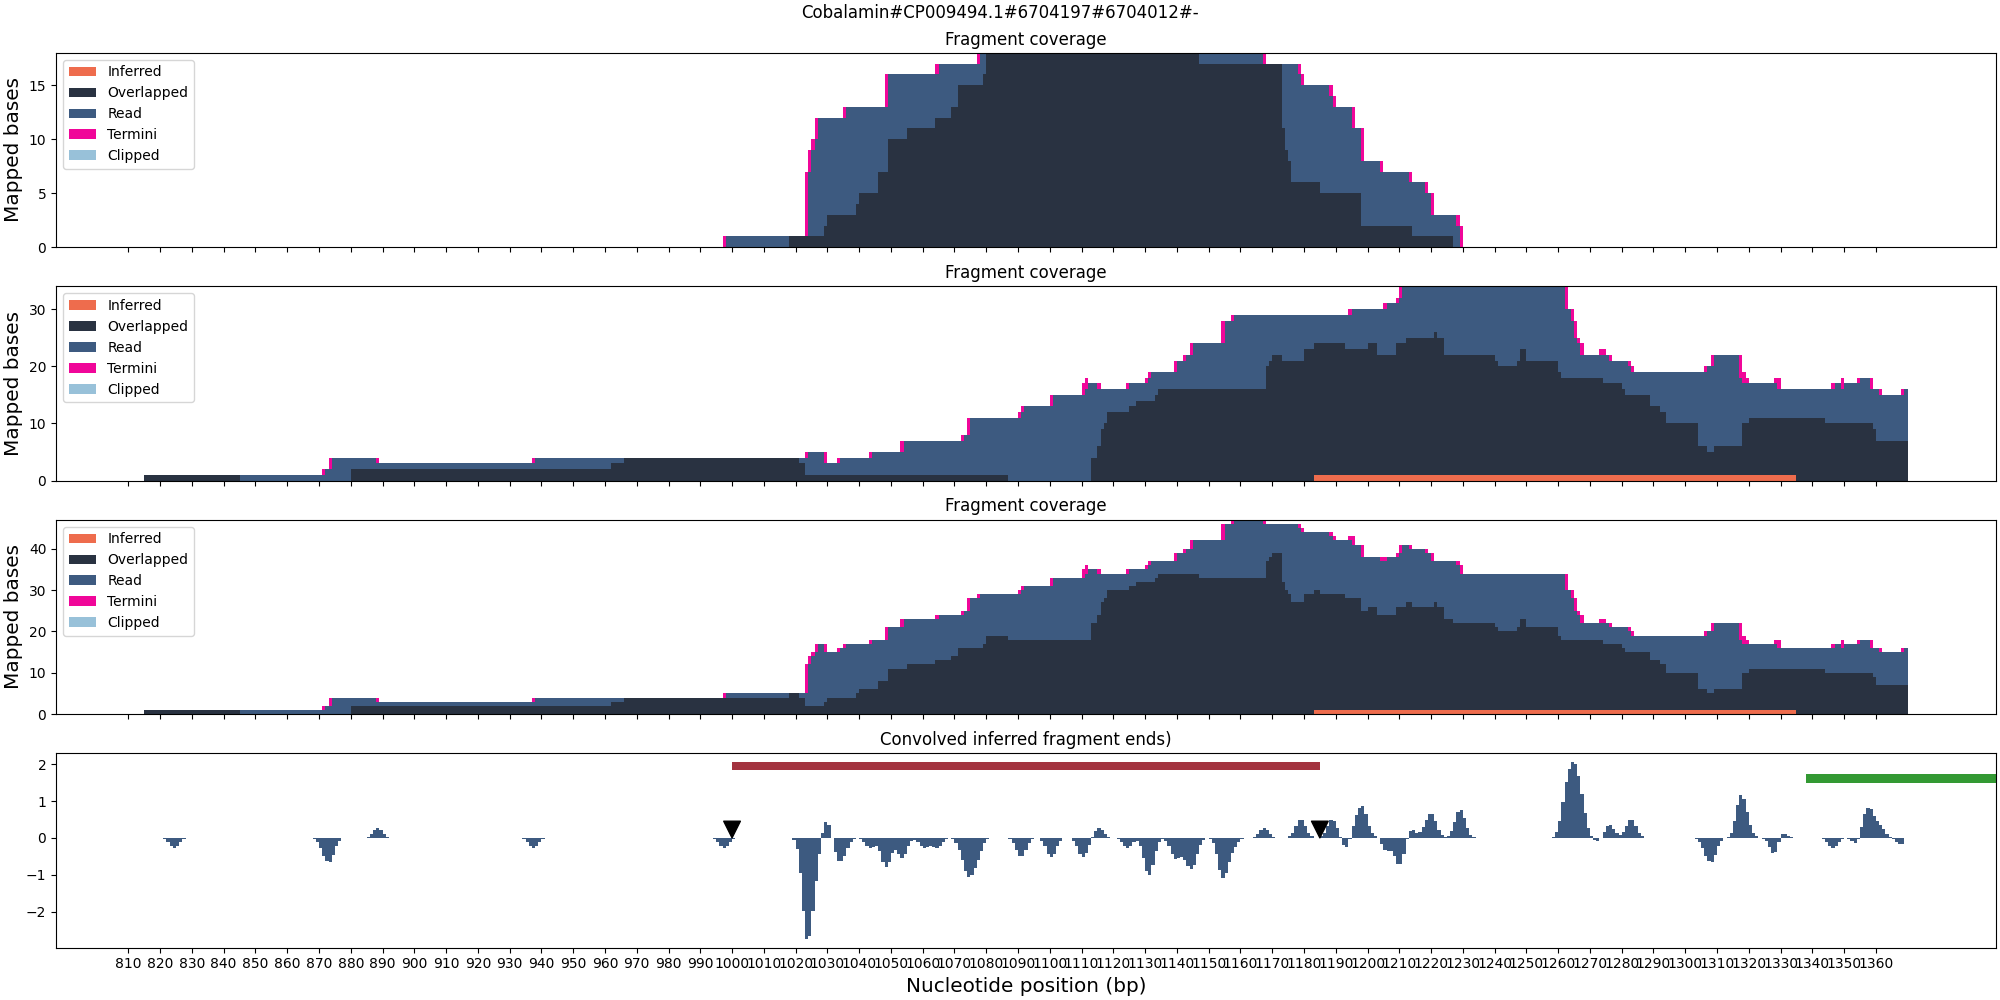 Cobalamin#CP009494.1#6704197#6704012#-
Fragment coverage
Mapped bases
15
10
5
0
Inferred
Overlapped
Read
Termini
Clipped
Fragment coverage
Mapped bases
30
20
10
0
Inferred
Overlapped
Read
Termini
Clipped
Fragment coverage
Mapped bases
40
30
20
10
0
Inferred
Overlapped
Read
Termini
Clipped
Convolved inferred fragment ends)
2
1
0
−1
−2
810 820 830 840 850 860 870 880 890 900 910 920 930 940 950 960 970 980 990 1000 1010 1020 1030 1040 1050 1060 1070 1080 1090 1100 1110 1120 1130 1140 1150 1160 1170 1180 1190 1200 1210 1220 1230 1240 1250 1260 1270 1280 1290 1300 1310 1320 1330 1340 1350 1360
Nucleotide position (bp)